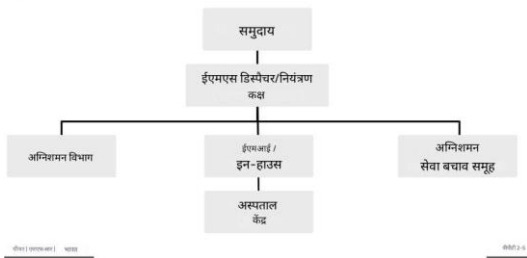 समुदाय
ईएमएस डिस्पैचर/नियंत्रण
कक्ष
अग्निशमन विभाग
ईएमआई /
इन-हाउस
अग्निशमन
सेवा बचाव समूह
अस्पताल
केंद्र